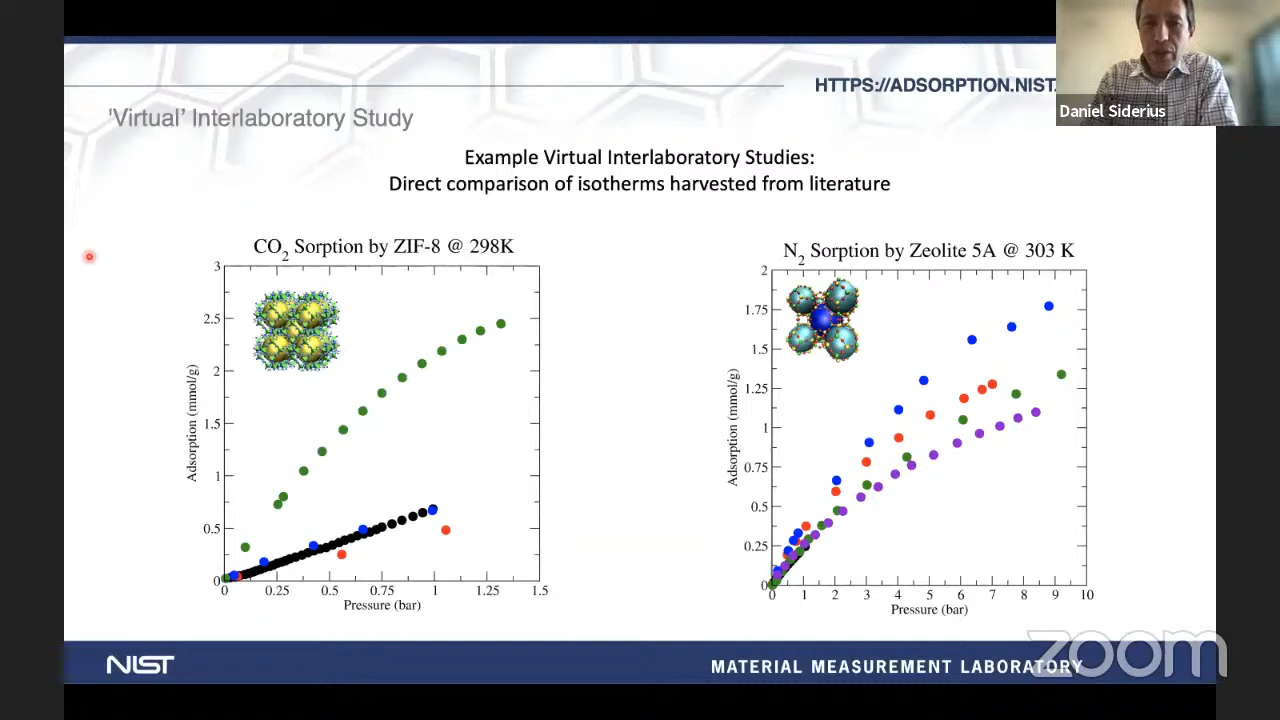 HTTPS://ADSORPTION.NIST.
Daniel Siderius
'Virtual' Interlaboratory Study
Example Virtual Interlaboratory Studies:
Direct comparison of isotherms harvested from literature
CO2 Sorption by ZIF-8 @ 298K
3
2.5
2
1.5
1
0.5
0
Adsorption (mmol/g)
0 0.25 0.5 0.75 1 1.25 1.5
Pressure (bar)
N2 Sorption by Zeolite 5A @ 303 K
2
1.75
1.5
1.25
1
0.75
0.5
0.25
0
Adsorption (mmol/g)
0 1 2 3 4 5 6 7 8 9 10
Pressure (bar)
NIST
MATERIAL MEASUREMENT LABORATORY
zoom